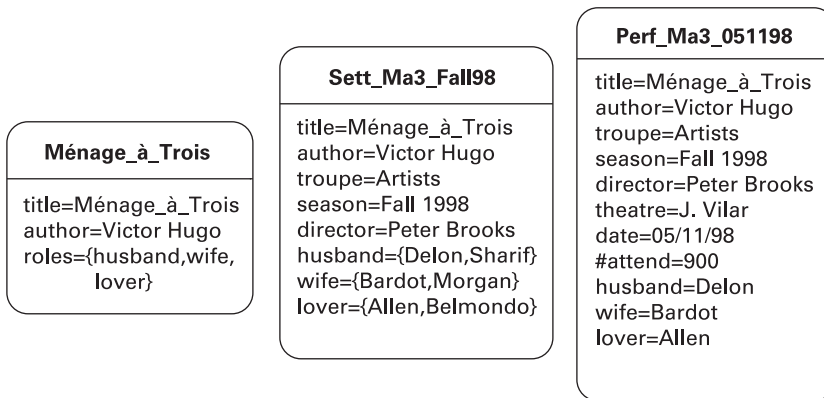 Ménage_à_Trois
title=Ménage_à_Trois
author=Victor Hugo
roles={husband,wife,
lover}
Sett_Ma3_Fall98
title=Ménage_à_Trois
author=Victor Hugo
troupe=Artists
season=Fall 1998
director=Peter Brooks
husband={Delon,Sharif}
wife={Bardot,Morgan}
lover={Allen,Belmondo}
Perf_Ma3_051198
title=Ménage_à_Trois
author=Victor Hugo
troupe=Artists
season=Fall 1998
director=Peter Brooks
theatre=J. Vilar
date=05/11/98
#attend=900
husband=Delon
wife=Bardot
lover=Allen